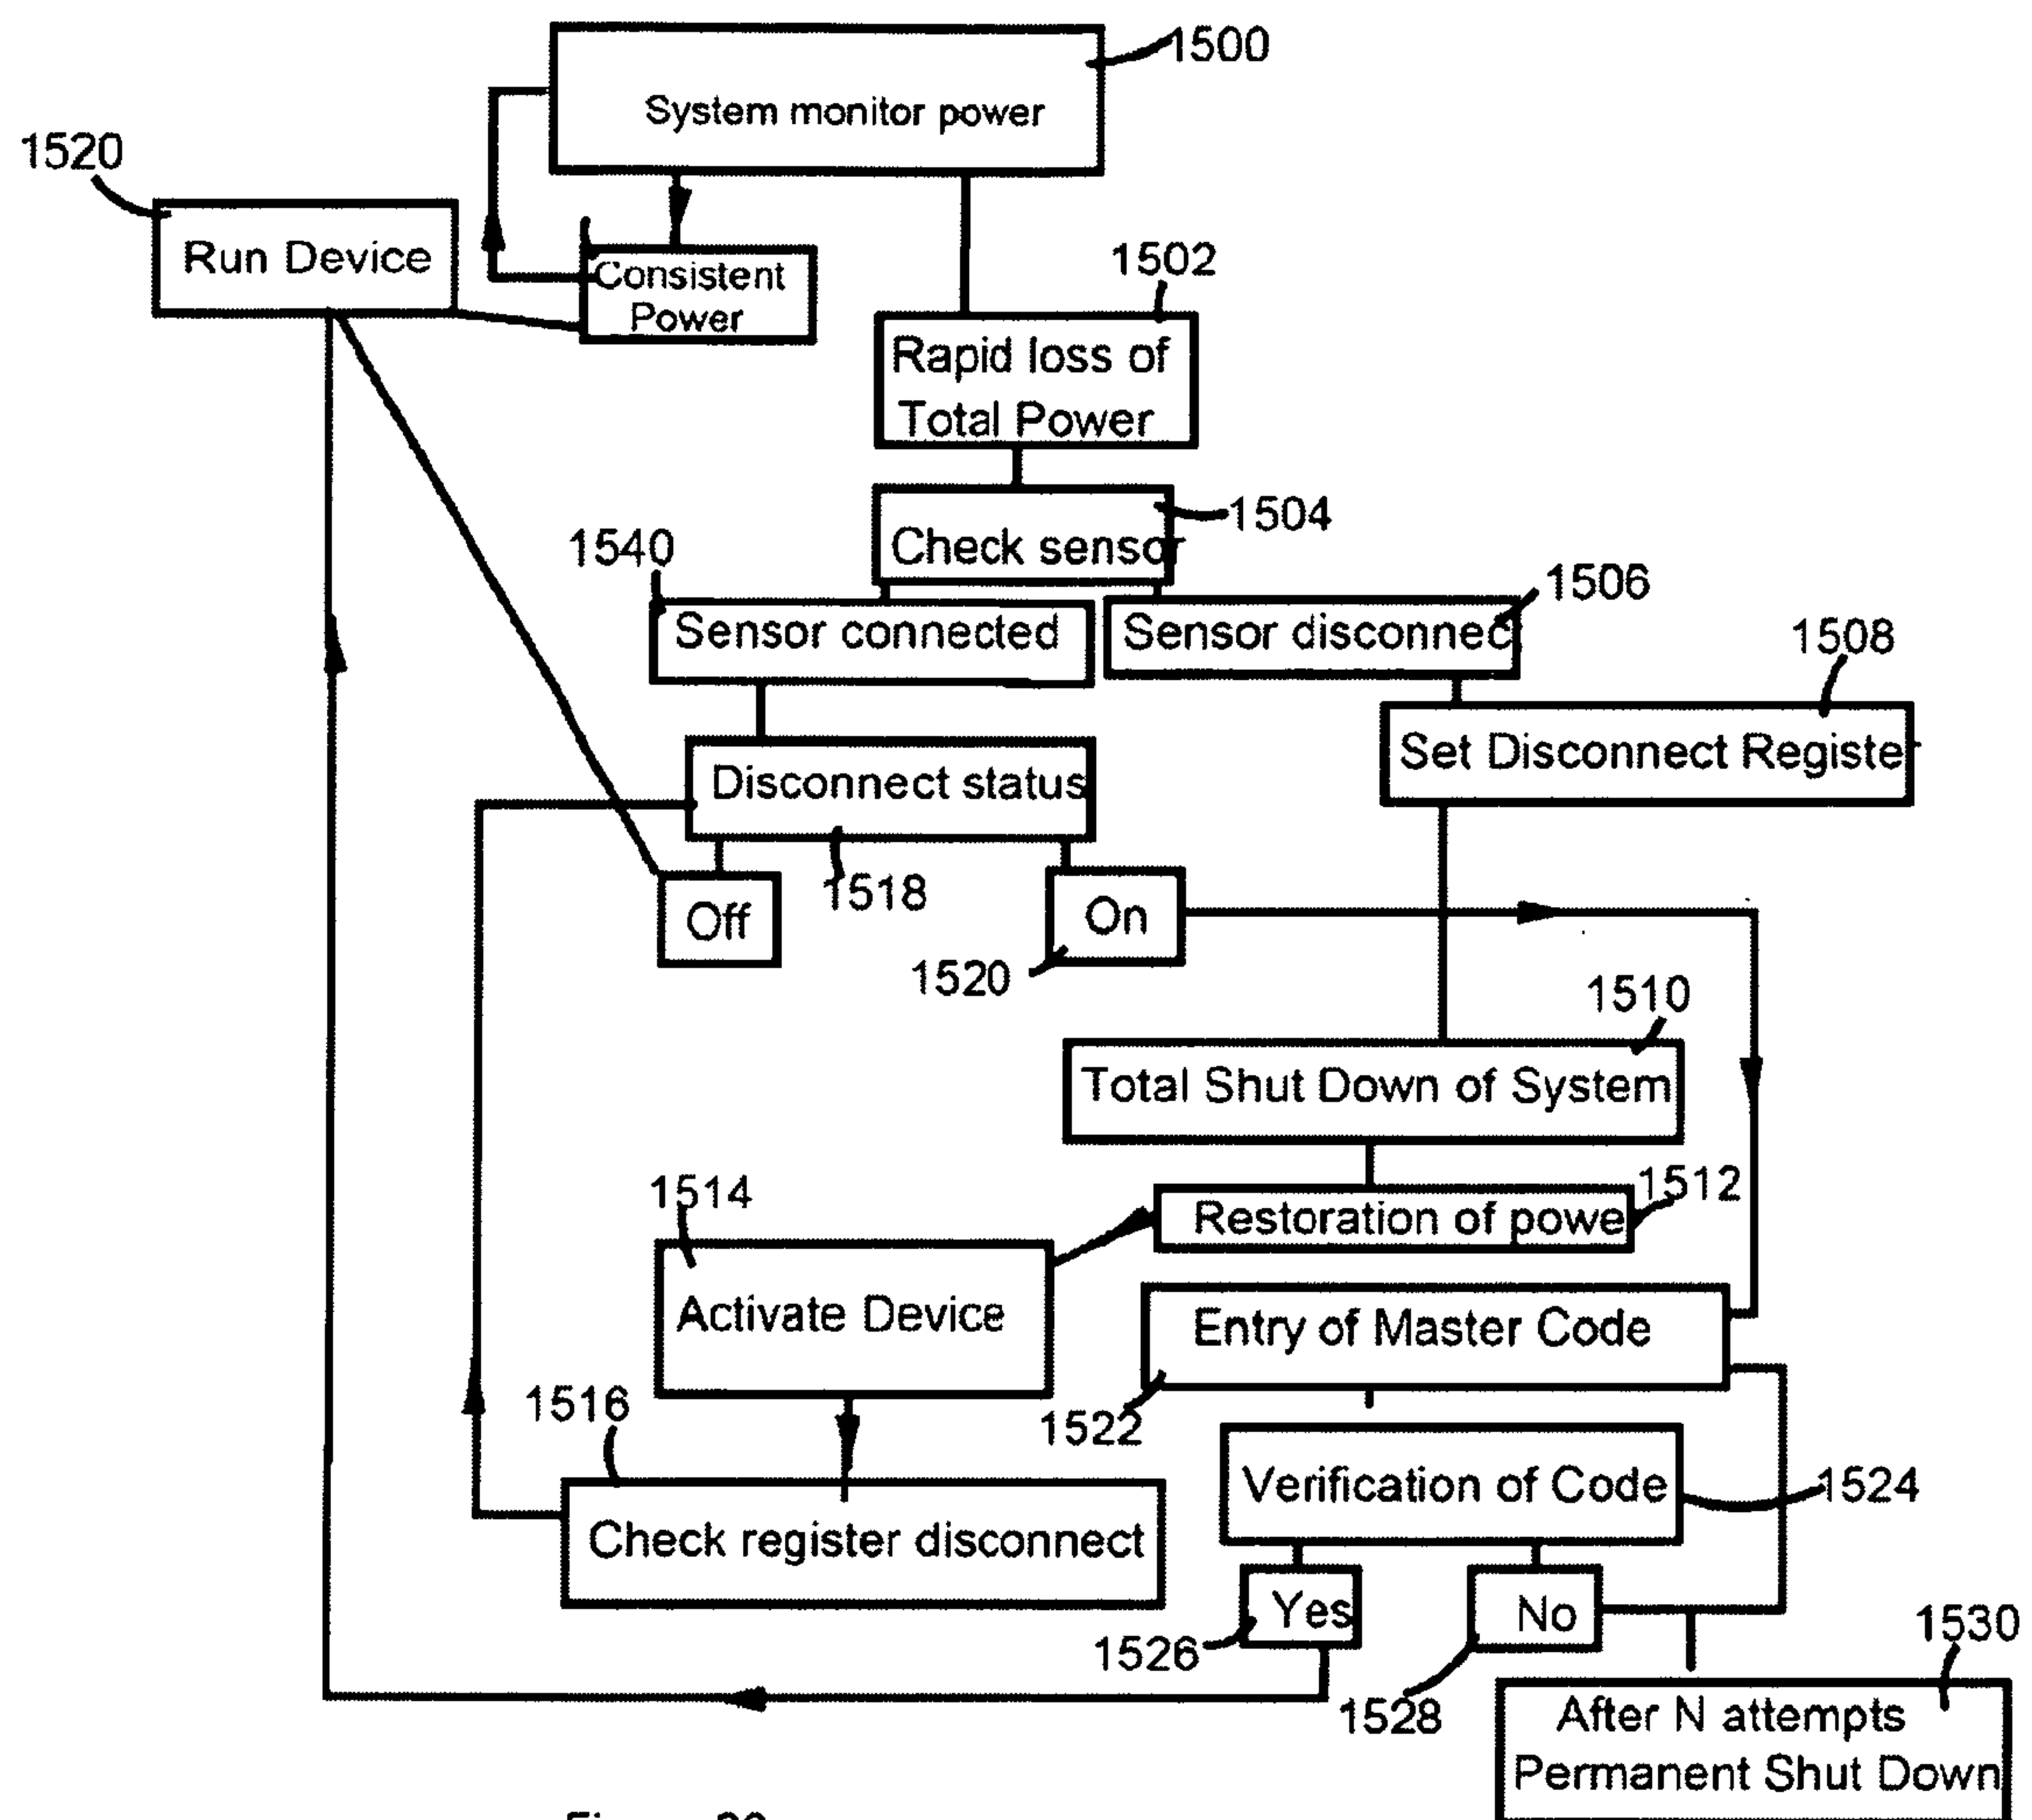 1500
System monitor power
1520
Run Device
Consistent
Power
1502
Rapid loss of
Total Power
1504
Check sensor
1540
1506
Sensor connected
Sensor disconnec
1508
Set Disconnect Register
Disconnect status
1518
Off
On
1520
1510
Total Shut Down of System
1512
Restoration of powe
1514
Activate Device
Entry of Master Code
1522
1516
Check register disconnect
Verification of Code
1524
Yes
No
1526
1528
1530
After N attempts
Permanent Shut Down